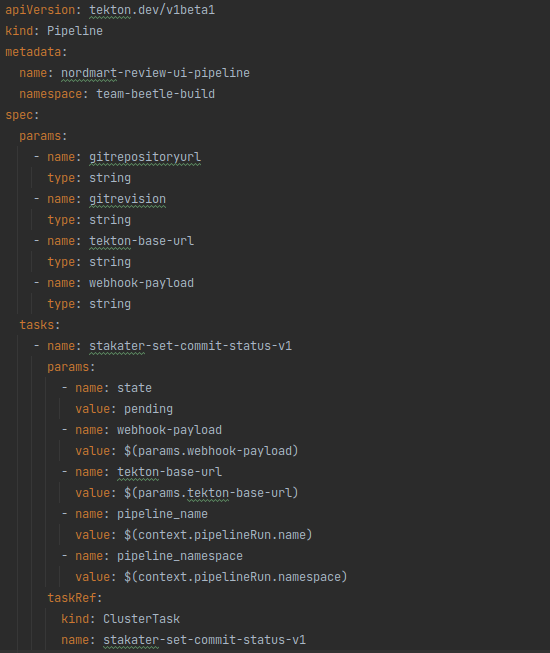 apiVersion: tekton.dev/v1beta1
kind: Pipeline
metadata:
  name: nordmart-review-ui-pipeline
  namespace: team-beetle-build
spec:
  params:
    - name: gitrepositoryurl
      type: string
    - name: gitrevision
      type: string
    - name: tekton-base-url
      type: string
    - name: webhook-payload
      type: string
  tasks:
    - name: stakater-set-commit-status-v1
      params:
        - name: state
          value: pending
        - name: webhook-payload
          value: $(params.webhook-payload)
        - name: tekton-base-url
          value: $(params.tekton-base-url)
        - name: pipeline_name
          value: $(context.pipelineRun.name)
        - name: pipeline_namespace
          value: $(context.pipelineRun.namespace)
      taskRef:
        kind: ClusterTask
        name: stakater-set-commit-status-v1